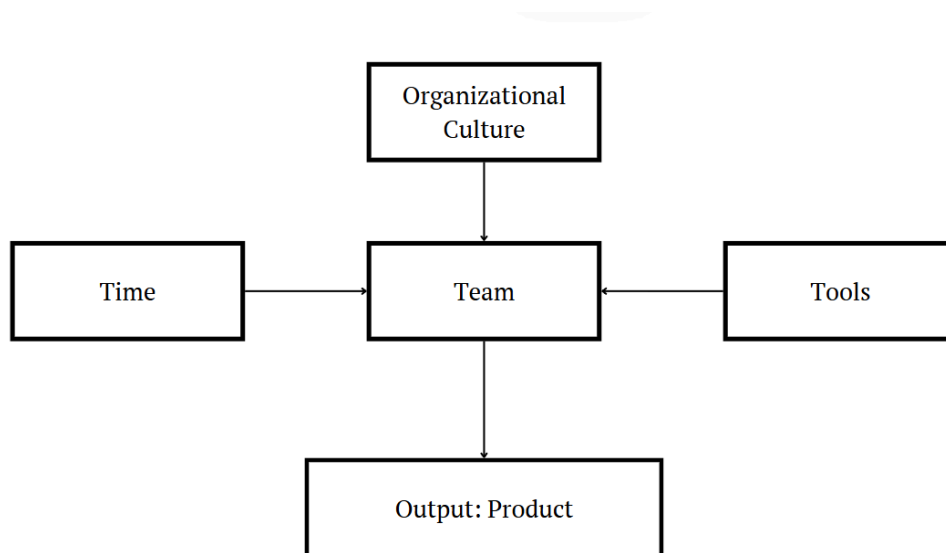 Organizational
Culture
Time
Team
Tools
Output: Product